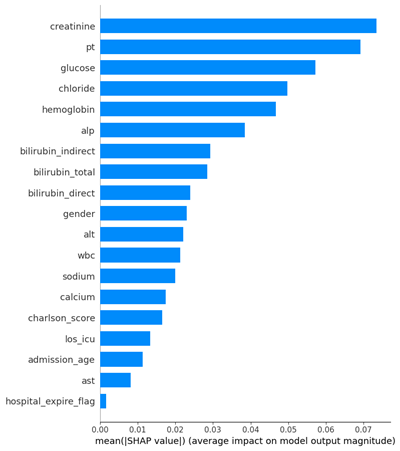 creatinine
pt
glucose
chloride
hemoglobin
alp
bilirubin_indirect
bilirubin_total
bilirubin_direct
gender
alt
wbc
sodium
calcium
charlson_score
los_icu
admission_age
ast
hospital_expire_flag
0.00 0.01 0.02 0.03 0.04 0.05 0.06 0.07
mean(|SHAP value|) (average impact on model output magnitude)